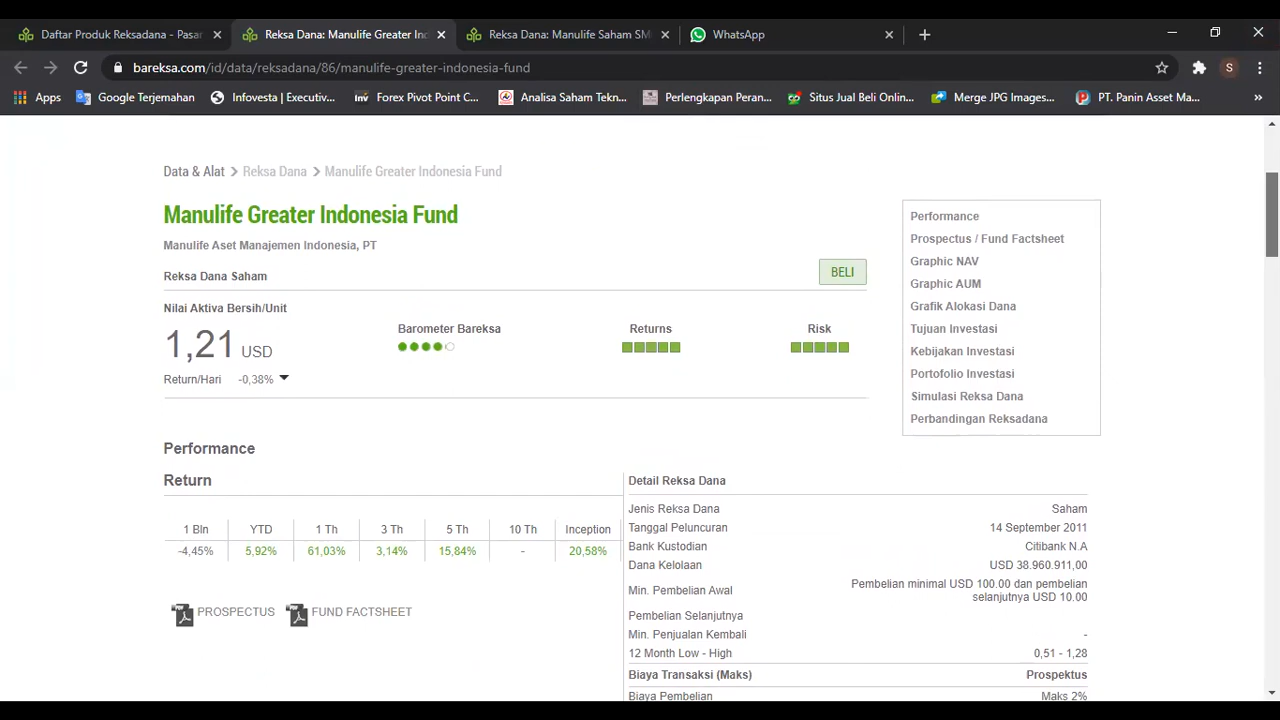 Daftar Produk Reksadana - Pasar
Reksa Dana: Manulife Greater Ind
Reksa Dana: Manulife Saham SM
WhatsApp
bareksa.com/id/data/reksadana/86/manulife-greater-indonesia-fund
S
Apps
Google Terjemahan
Infovesta | Executiv...
inv Forex Pivot Point C...
Analisa Saham Tekn...
Perlengkapan Peran...
Situs Jual Beli Onlin...
Merge JPG Images...
PT. Panin Asset Ma...
»
Data & Alat > Reksa Dana > Manulife Greater Indonesia Fund
Manulife Greater Indonesia Fund
Manulife Aset Manajemen Indonesia, PT
Reksa Dana Saham
BELI
Nilai Aktiva Bersih/Unit
1,21 USD
Return/Hari -0,38%
Barometer Bareksa
Returns
Risk
Performance
Prospectus / Fund Factsheet
Graphic NAV
Graphic AUM
Grafik Alokasi Dana
Tujuan Investasi
Kebijakan Investasi
Portofolio Investasi
Simulasi Reksa Dana
Perbandingan Reksadana
Performance
Return
1 Bln YTD 1 Th 3 Th 5 Th 10 Th Inception
-4,45% 5,92% 61,03% 3,14% 15,84% - 20,58%
PROSPECTUS
FUND FACTSHEET
Detail Reksa Dana
Jenis Reksa Dana Saham
Tanggal Peluncuran 14 September 2011
Bank Kustodian Citibank N.A
Dana Kelolaan USD 38.960.911,00
Min. Pembelian Awal Pembelian minimal USD 100.00 dan pembelian
selanjutnya USD 10.00
Pembelian Selanjutnya
Min. Penjualan Kembali -
12 Month Low - High 0,51 - 1,28
Biaya Transaksi (Maks) Prospektus
Biaya Pembelian Maks 2%